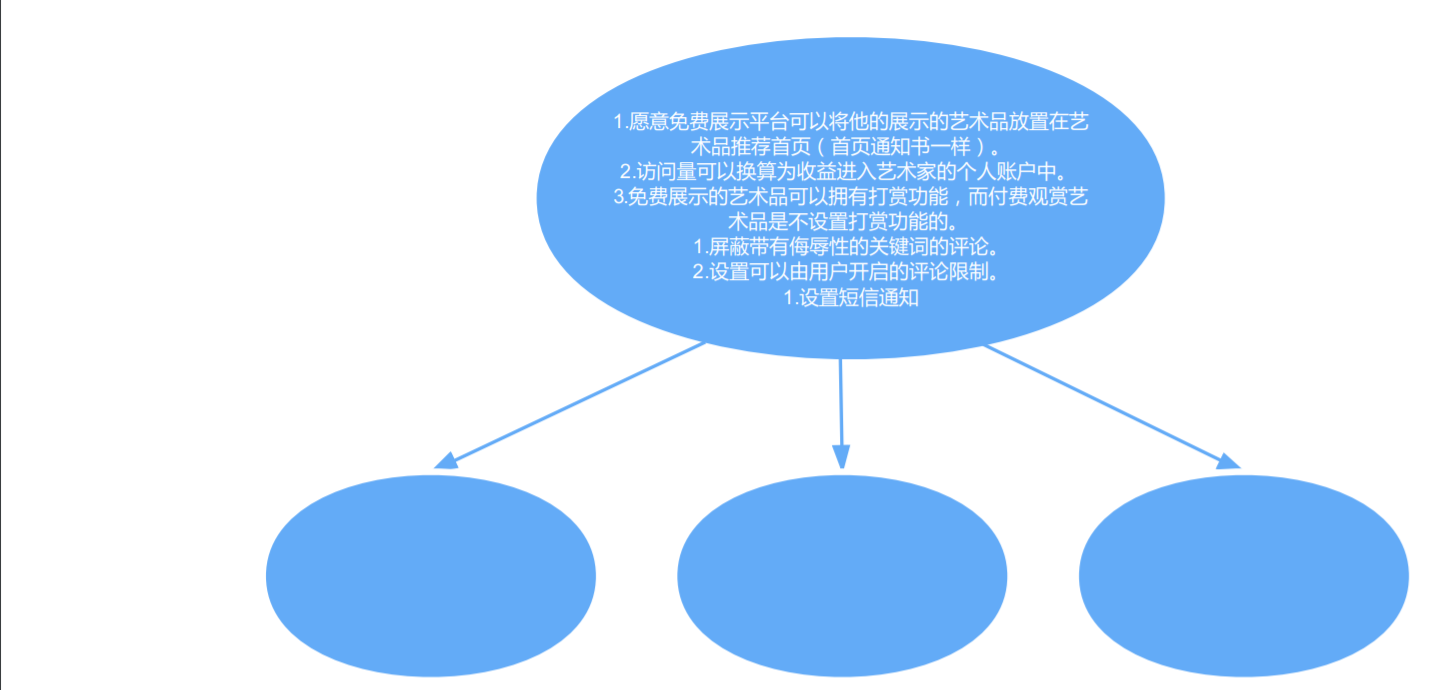 1.愿意免费展示平台可以将他的展示的艺术品放置在艺
术品推荐首页（首页通知书一样）。
2.访问量可以换算为收益进入艺术家的个人账户中。
3.免费展示的艺术品可以拥有打赏功能，而付费观赏艺
术品是不设置打赏功能的。
1.屏蔽带有侮辱性的关键词的评论。
2.设置可以由用户开启的评论限制。
1.设置短信通知